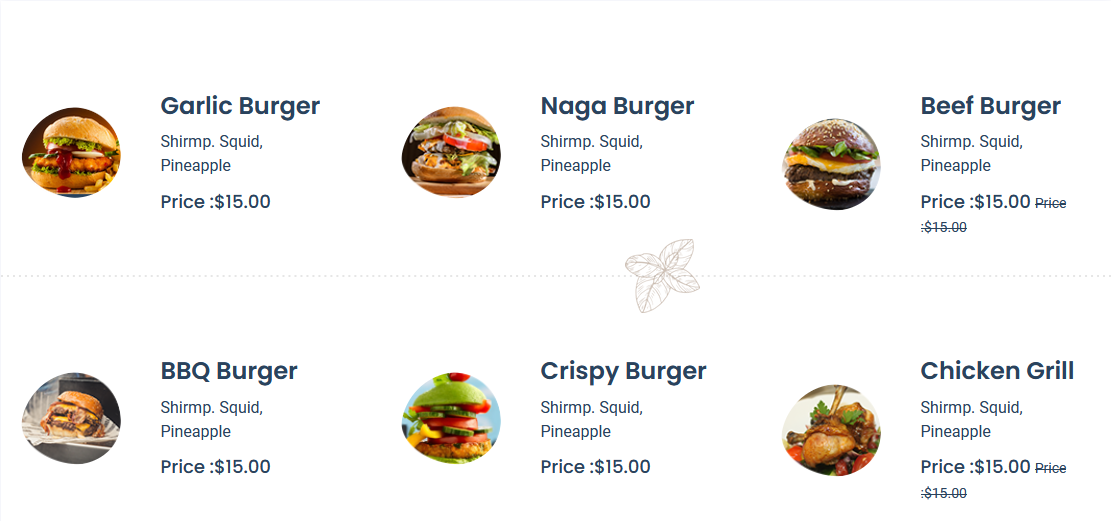 Garlic Burger
Shirmp. Squid,
Pineapple
Price :$15.00
Naga Burger
Shirmp. Squid,
Pineapple
Price :$15.00
Beef Burger
Shirmp. Squid,
Pineapple
Price :$15.00 Price
:$15.00
BBQ Burger
Shirmp. Squid,
Pineapple
Price :$15.00
Crispy Burger
Shirmp. Squid,
Pineapple
Price :$15.00
Chicken Grill
Shirmp. Squid,
Pineapple
Price :$15.00 Price
:$15.00